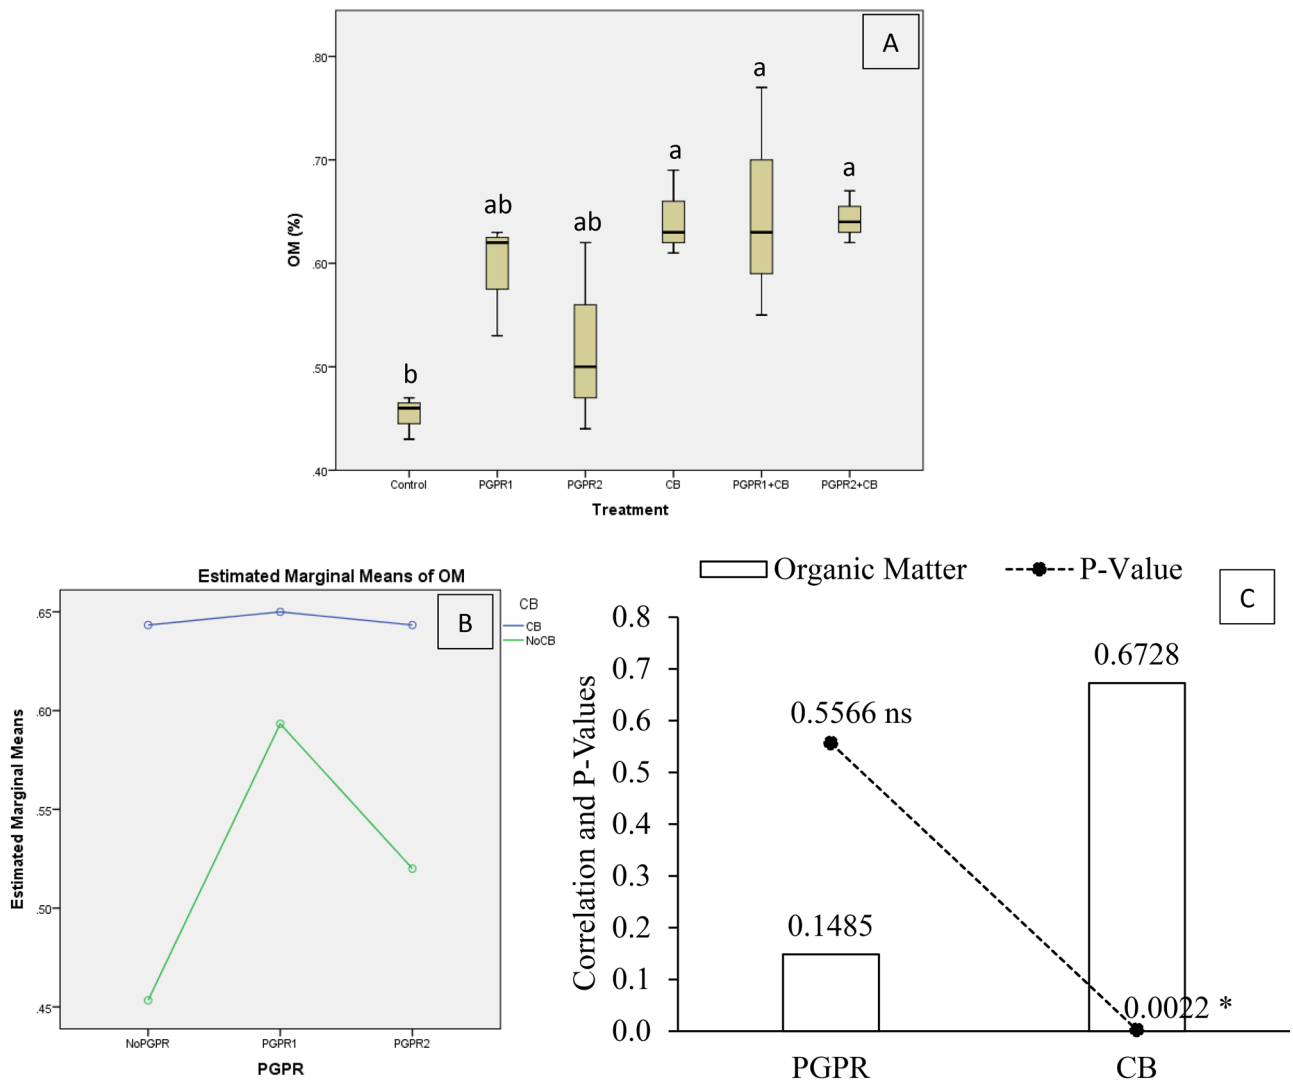 A
.80
.70
.60
.50
.40
OM (%)
b
ab
ab
a
a
a
Control
PGPR1
PGPR2
CB
PGPR1+CB
PGPR2+CB
Treatment
Estimated Marginal Means of OM
B
CB
CB
NoCB
.65
.60
.55
.50
.45
Estimated Marginal Means
NoPGPR
PGPR1
PGPR2
PGPR
Organic Matter
P-Value
C
0.8
0.7
0.6
0.5
0.4
0.3
0.2
0.1
0.0
Correlation and P-Values
0.5566 ns
0.6728
0.1485
0.0022 *
PGPR
CB